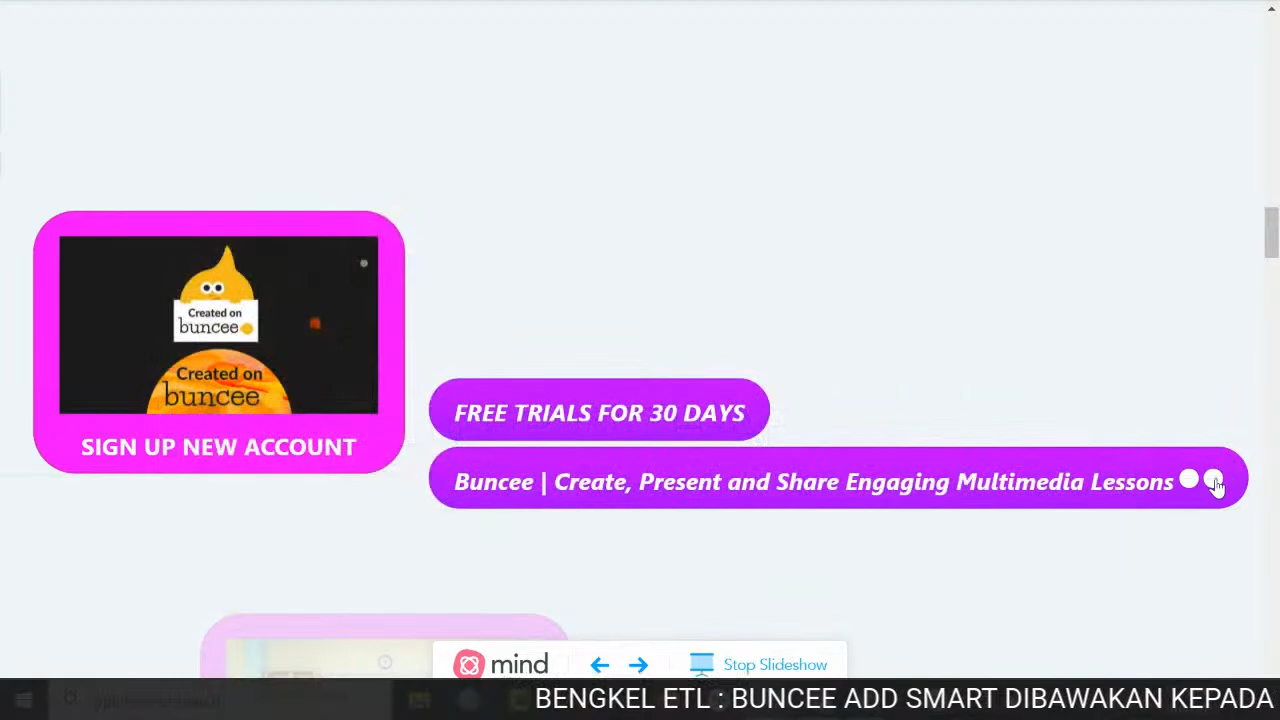 Created on
buncee
Created on
buncee
SIGN UP NEW ACCOUNT
FREE TRIALS FOR 30 DAYS
Buncee | Create, Present and Share Engaging Multimedia Lessons
mind
Stop Slideshow
BENGKEL ETL : BUNCEE ADD SMART DIBAWAKAN KEPADA